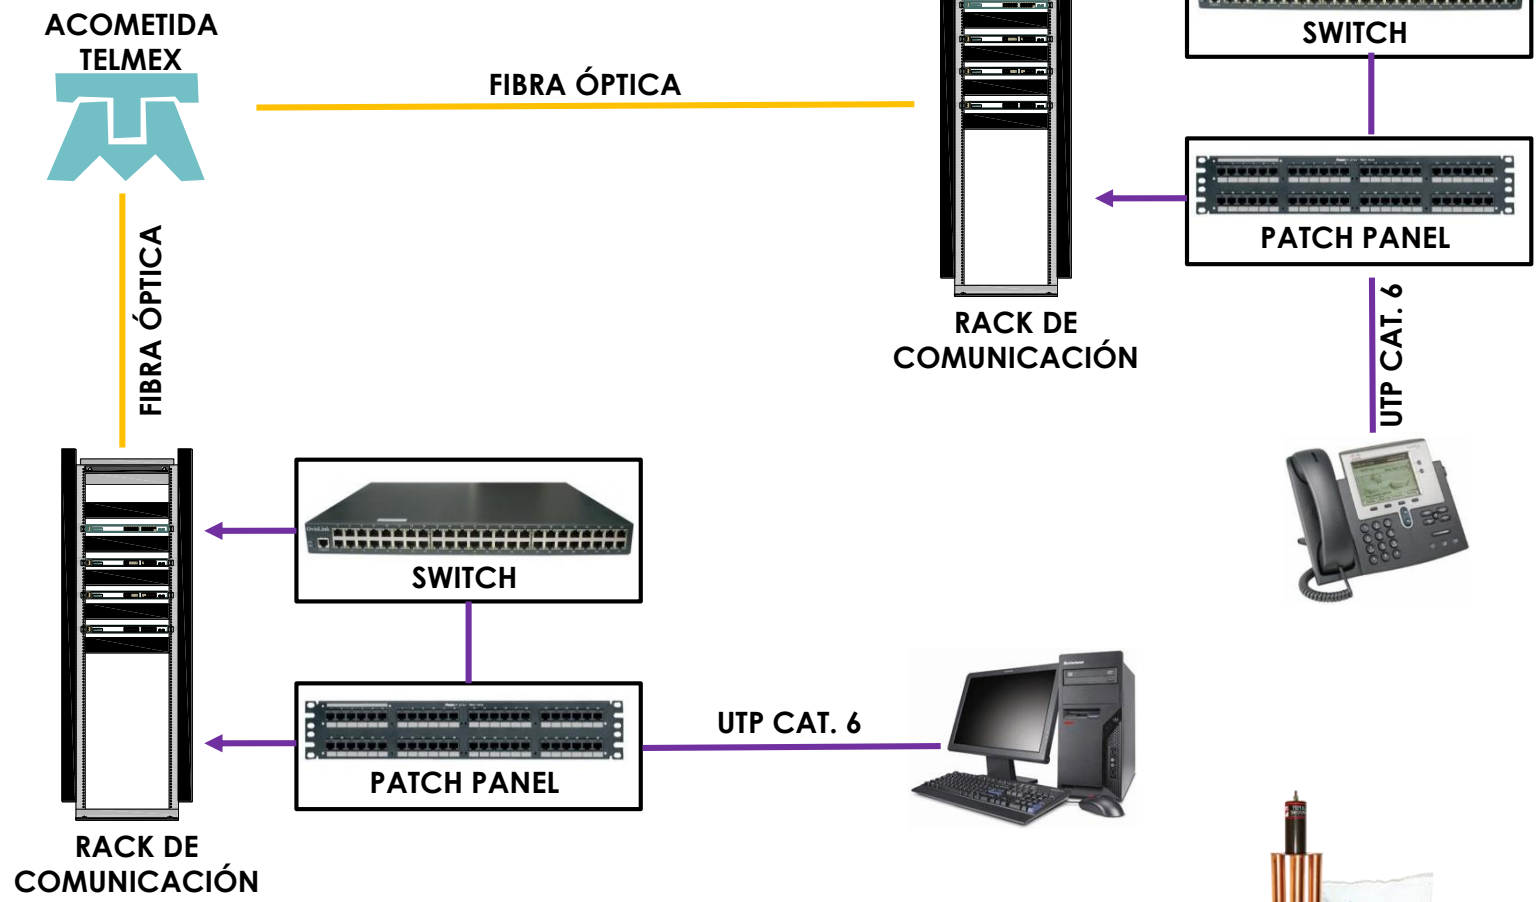 ACOMETIDA
TELMEX
FIBRA ÓPTICA
SWITCH
PATCH PANEL
RACK DE
COMUNICACIÓN
UTP CAT. 6
FIBRA ÓPTICA
SWITCH
PATCH PANEL
UTP CAT. 6
RACK DE
COMUNICACIÓN